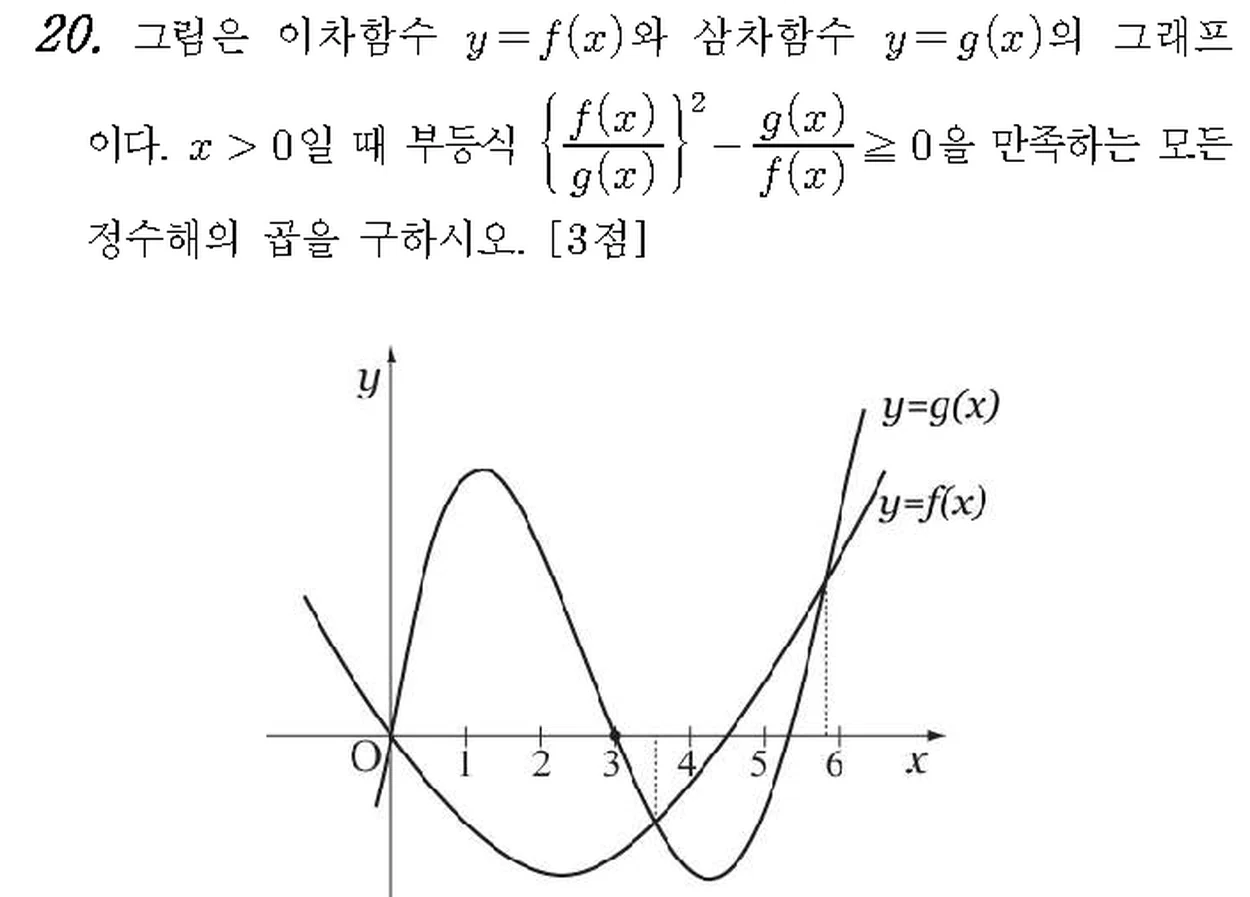 20. 그림은 이차함수 y=f(x)와 삼차함수 y=g(x)의 그래프
이다. x > 0일 때 부등식 {f(x)/g(x)}² − g(x)/f(x) ≧ 0을 만족하는 모든
정수해의 곱을 구하시오. [3점]
y
y=g(x)
y=f(x)
O 1 2 3 4 5 6 x